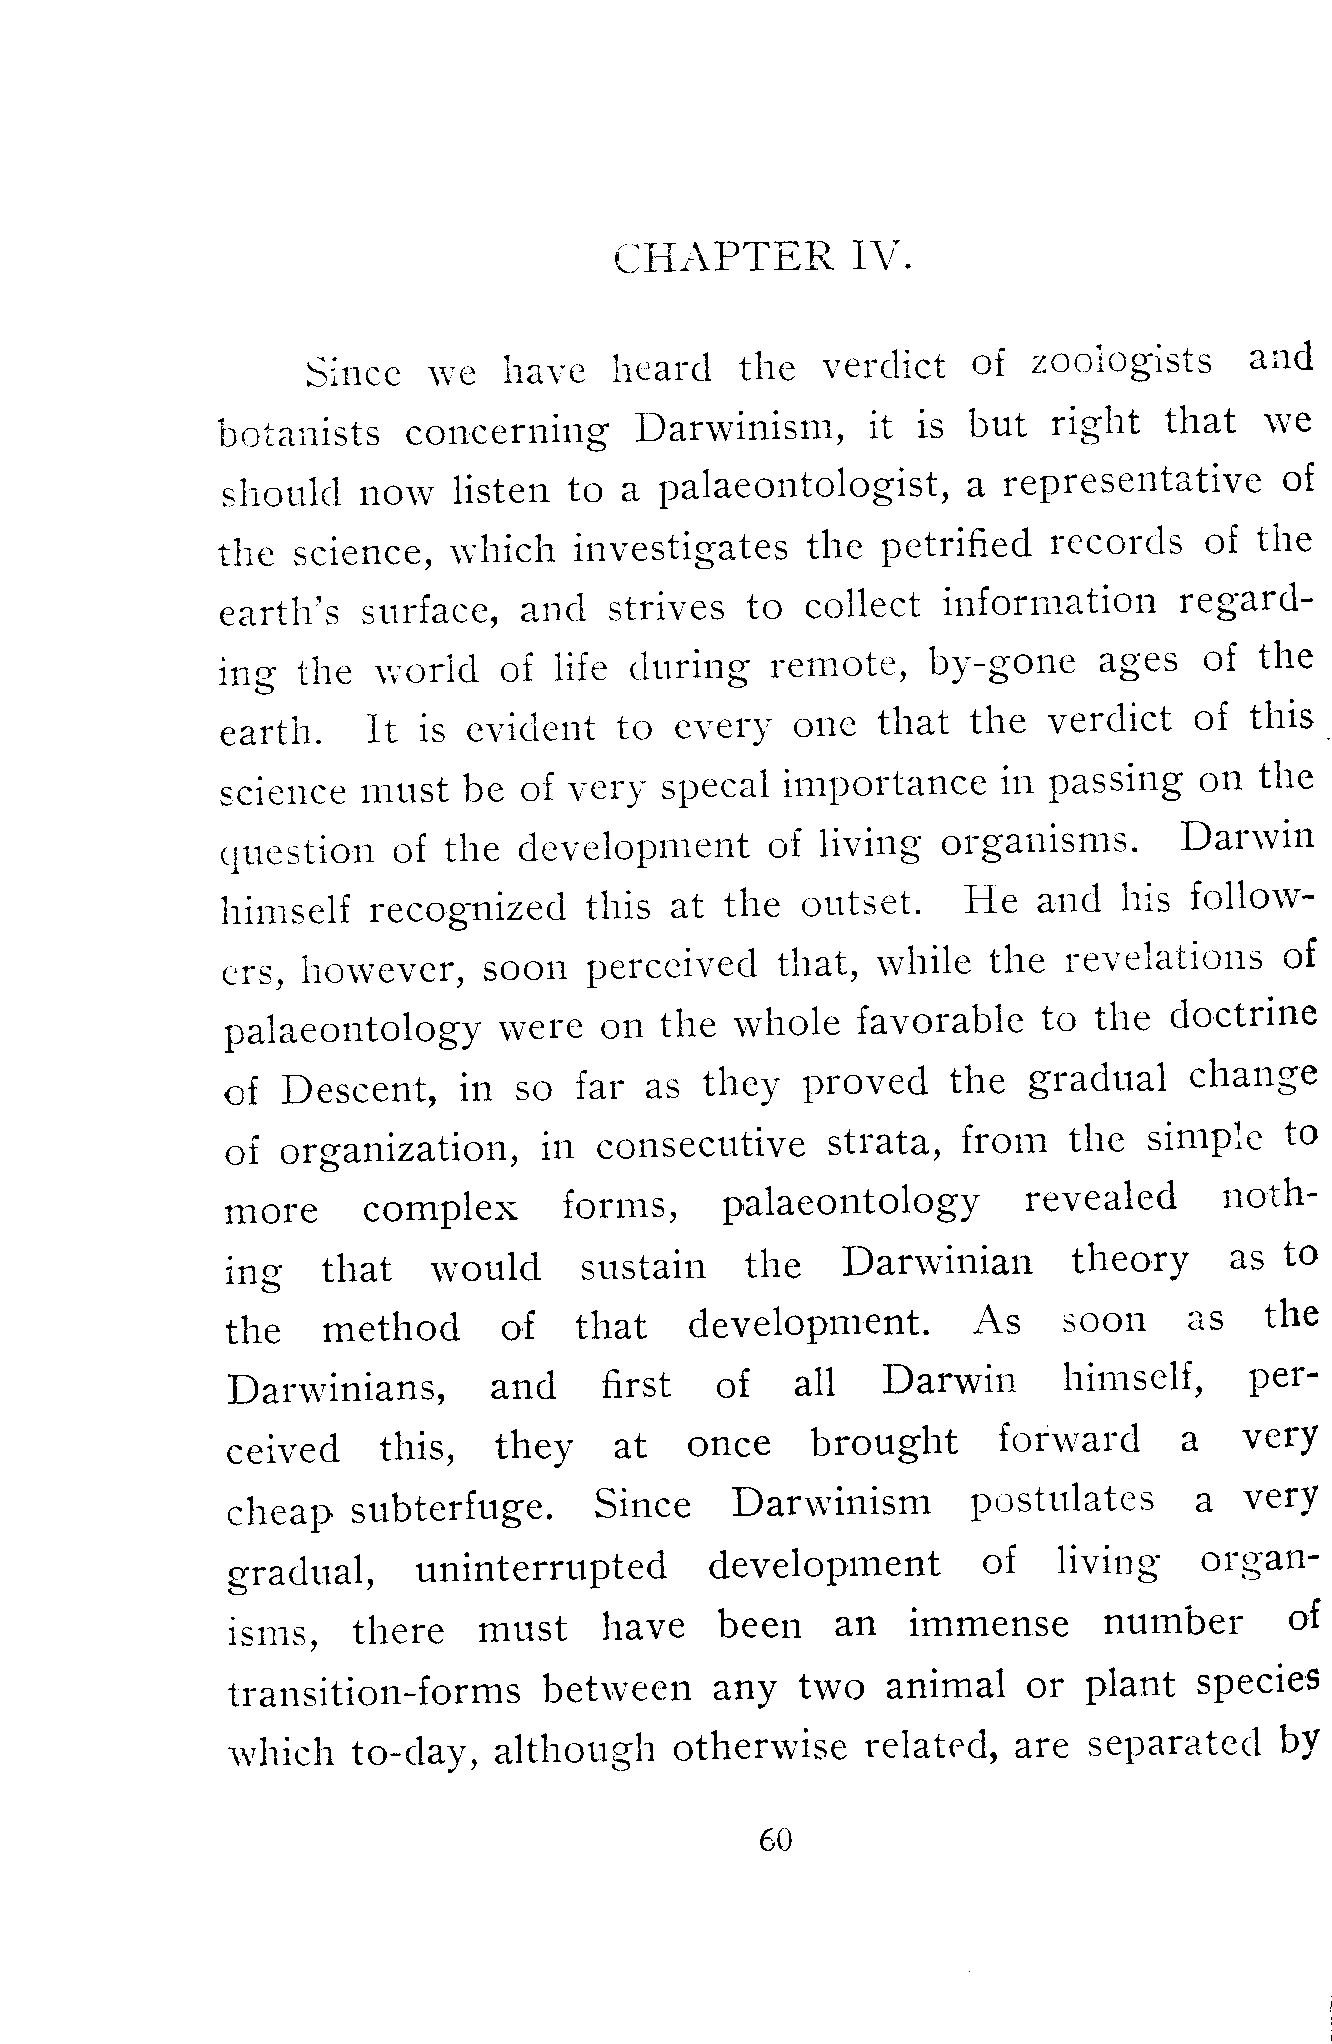 CHAPTER IV.
Since we have heard the verdict of zoologists and
botanists concerning Darwinism, it is but right that we
should now listen to a palaeontologist, a representative of
the science, which investigates the petrified records of the
earth's surface, and strives to collect information regard-
ing the world of life during remote, by-gone ages of the
earth. It is evident to every one that the verdict of this
science must be of very specal importance in passing on the
question of the development of living organisms. Darwin
himself recognized this at the outset. He and his follow-
ers, however, soon perceived that, while the revelations of
palaeontology were on the whole favorable to the doctrine
of Descent, in so far as they proved the gradual change
of organization, in consecutive strata, from the simple to
more complex forms, palaeontology revealed noth-
ing that would sustain the Darwinian theory as to
the method of that development. As soon as the
Darwinians, and first of all Darwin himself, per-
ceived this, they at once brought forward a very
cheap subterfuge. Since Darwinism postulates a very
gradual, uninterrupted development of living organ-
isms, there must have been an immense number of
transition-forms between any two animal or plant species
which to-day, although otherwise related, are separated by
60